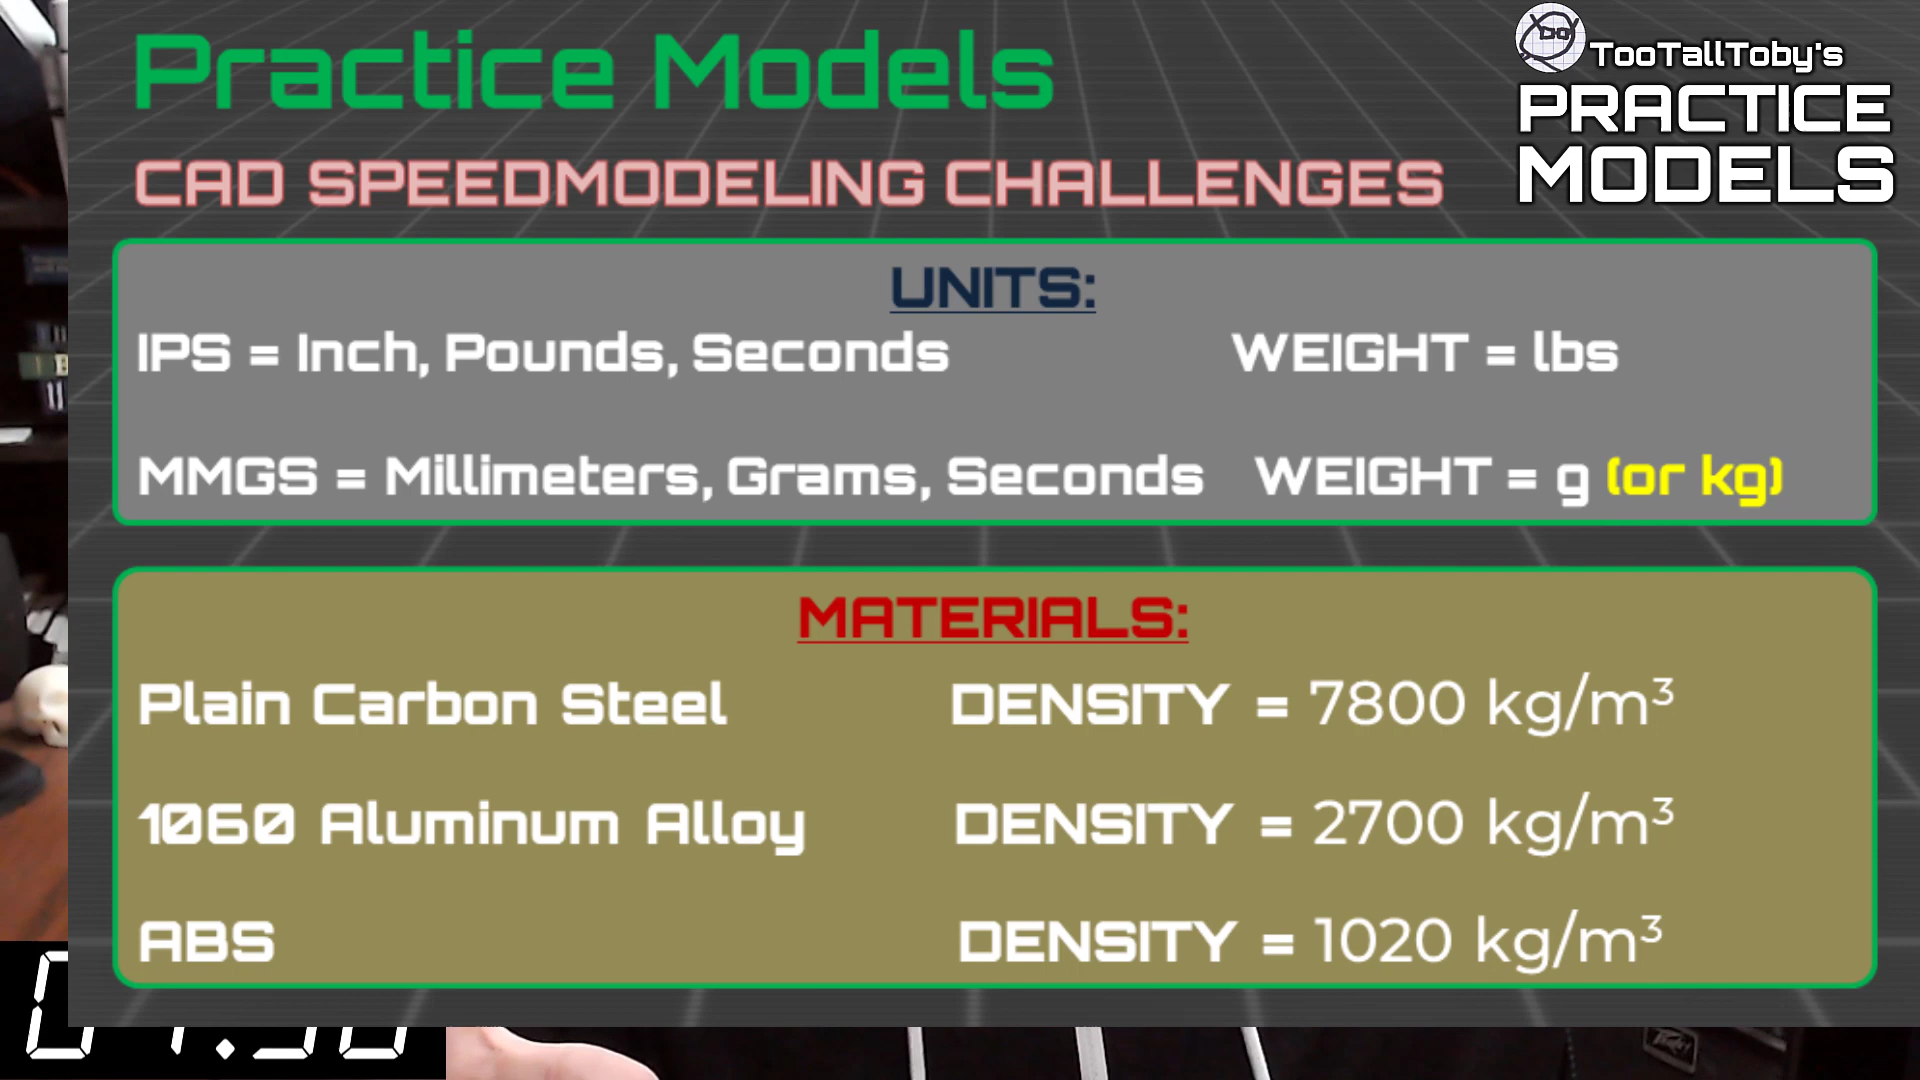 Practice Models
TooTallToby's
PRACTICE
MODELS
CAD SPEEDMODELING CHALLENGES
UNITS:
IPS = Inch, Pounds, Seconds WEIGHT = lbs
MMGS = Millimeters, Grams, Seconds WEIGHT = g (or kg)
MATERIALS:
Plain Carbon Steel DENSITY = 7800 kg/m³
1060 Aluminum Alloy DENSITY = 2700 kg/m³
ABS DENSITY = 1020 kg/m³